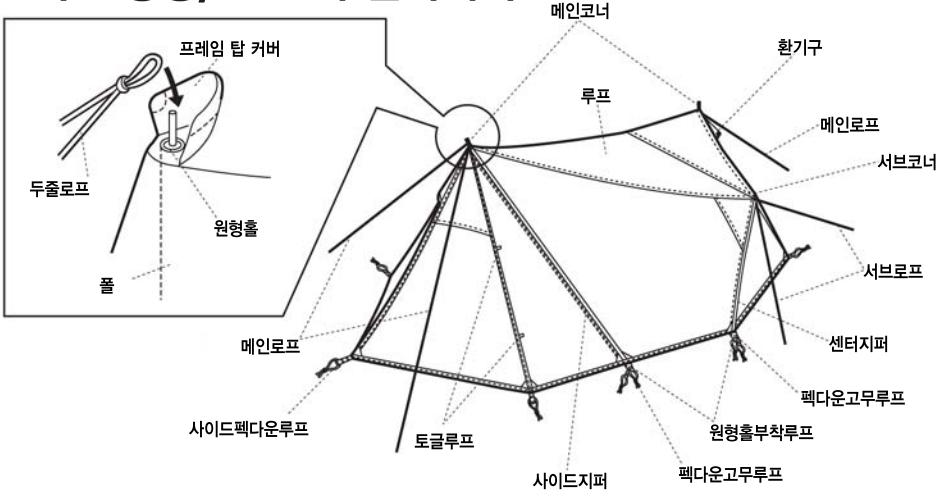 메인코너
프레임 탑 커버
환기구
루프
메인로프
서브코너
두줄로프
원형홀
폴
서브로프
메인로프
센터지퍼
펙다운고무루프
사이드펙다운루프
토글루프
원형홀부착루프
사이드지퍼
펙다운고무루프